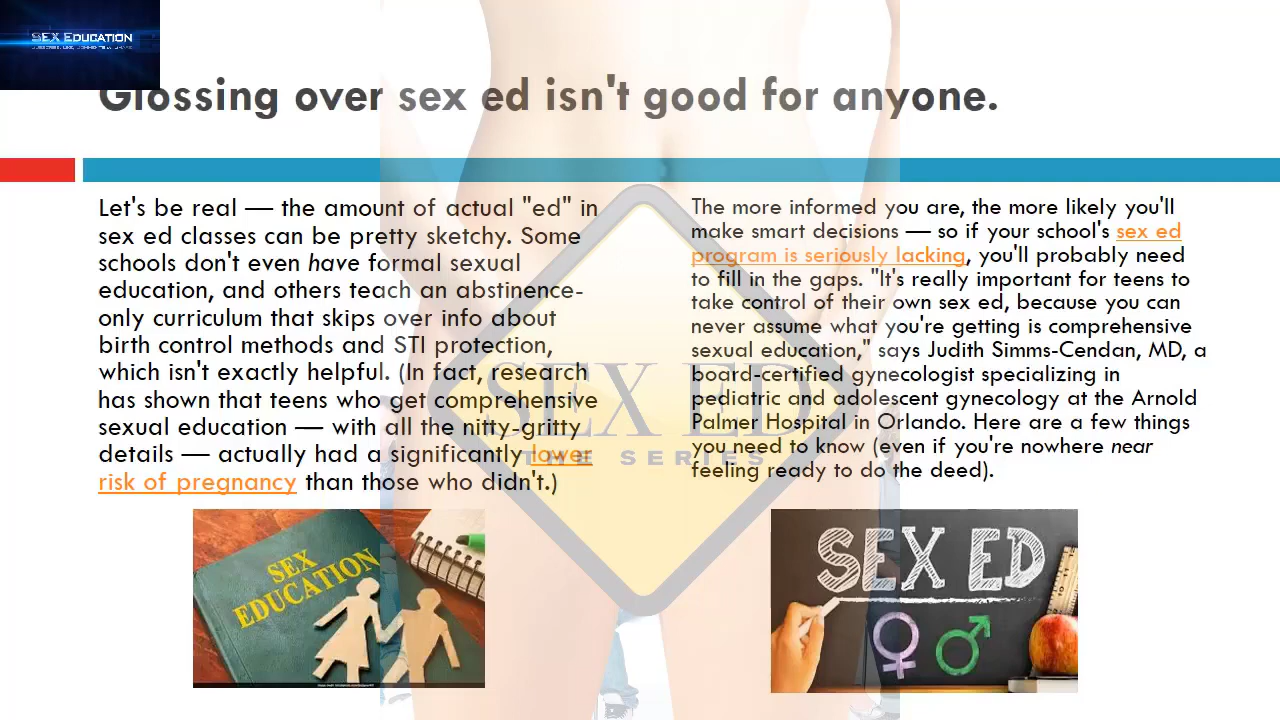 SEX EDUCATION
Glossing over sex ed isn't good for anyone.
Let's be real — the amount of actual "ed" in
sex ed classes can be pretty sketchy. Some
schools don't even have formal sexual
education, and others teach an abstinence-
only curriculum that skips over info about
birth control methods and STI protection,
which isn't exactly helpful. (In fact, research
has shown that teens who get comprehensive
sexual education — with all the nitty-gritty
details — actually had a significantly lower
risk of pregnancy than those who didn't.)
The more informed you are, the more likely you'll
make smart decisions — so if your school's sex ed
program is seriously lacking, you'll probably need
to fill in the gaps. "It's really important for teens to
take control of their own sex ed, because you can
never assume what you're getting is comprehensive
sexual education," says Judith Simms-Cendan, MD, a
board-certified gynecologist specializing in
pediatric and adolescent gynecology at the Arnold
Palmer Hospital in Orlando. Here are a few things
you need to know (even if you're nowhere near
feeling ready to do the deed).
SEX ED
THE SERIES
SEX
EDUCATION
SEX ED